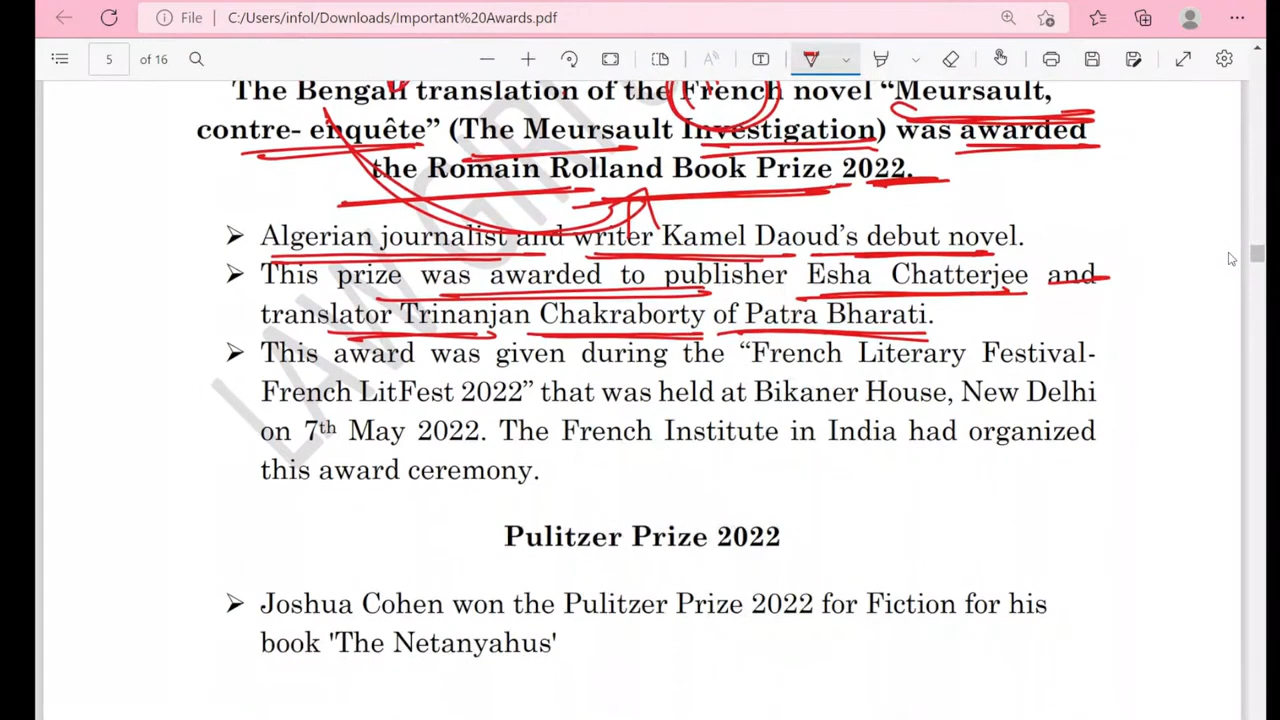 File C:/Users/infol/Downloads/Important%20Awards.pdf
5 of 16
The Bengali translation of the French novel “Meursault,
contre- enquête” (The Meursault Investigation) was awarded
the Romain Rolland Book Prize 2022.
➢ Algerian journalist and writer Kamel Daoud’s debut novel.
➢ This prize was awarded to publisher Esha Chatterjee and
translator Trinanjan Chakraborty of Patra Bharati.
➢ This award was given during the “French Literary Festival-
French LitFest 2022” that was held at Bikaner House, New Delhi
on 7th May 2022. The French Institute in India had organized
this award ceremony.
Pulitzer Prize 2022
➢ Joshua Cohen won the Pulitzer Prize 2022 for Fiction for his
book 'The Netanyahus'
LAW GRI